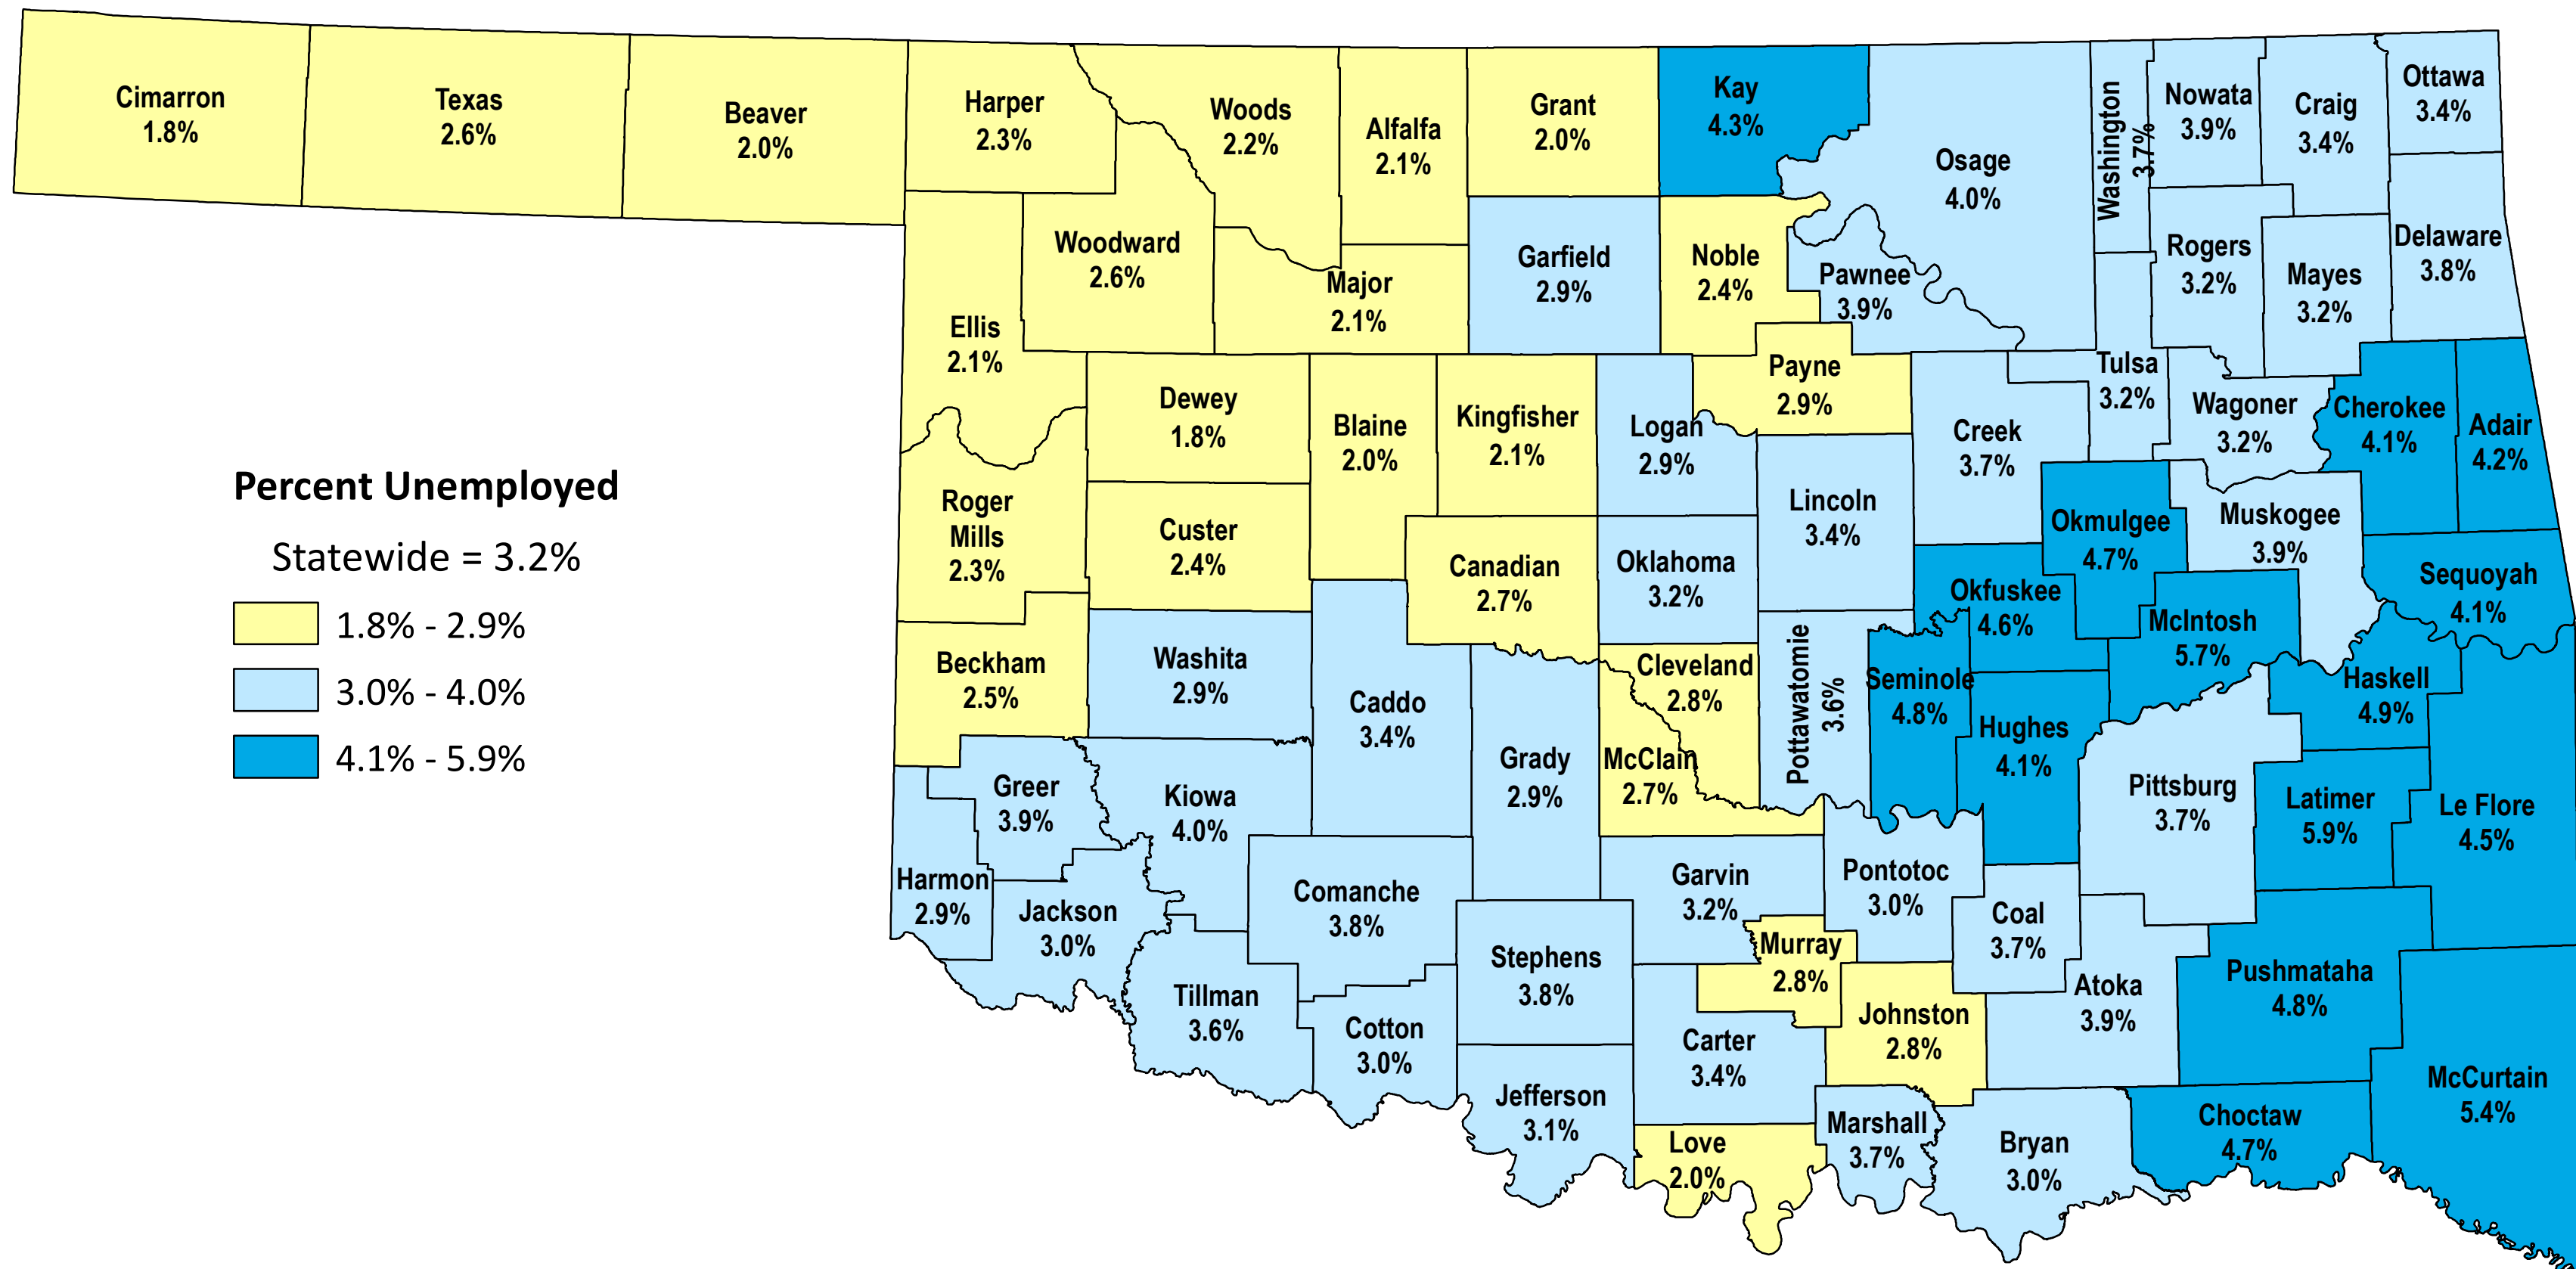 Cimarron
1.8%
Texas
2.6%
Beaver
2.0%
Harper
2.3%
Woods
2.2%
Alfalfa
2.1%
Grant
2.0%
Kay
4.3%
Osage
4.0%
Washington
3.7%
Nowata
3.9%
Craig
3.4%
Ottawa
3.4%
Woodward
2.6%
Major
2.1%
Garfield
2.9%
Noble
2.4%
Pawnee
3.9%
Rogers
3.2%
Mayes
3.2%
Delaware
3.8%
Ellis
2.1%
Dewey
1.8%
Blaine
2.0%
Kingfisher
2.1%
Logan
2.9%
Payne
2.9%
Creek
3.7%
Tulsa
3.2%
Wagoner
3.2%
Cherokee
4.1%
Adair
4.2%
Percent Unemployed
Statewide = 3.2%
1.8% - 2.9%
3.0% - 4.0%
4.1% - 5.9%
Roger
Mills
2.3%
Custer
2.4%
Canadian
2.7%
Oklahoma
3.2%
Lincoln
3.4%
Okmulgee
4.7%
Muskogee
3.9%
Okfuskee
4.6%
McIntosh
5.7%
Sequoyah
4.1%
Beckham
2.5%
Washita
2.9%
Caddo
3.4%
Grady
2.9%
Cleveland
2.8%
McClain
2.7%
Pottawatomie
3.6%
Seminole
4.8%
Hughes
4.1%
Haskell
4.9%
Pittsburg
3.7%
Latimer
5.9%
Le Flore
4.5%
Greer
3.9%
Kiowa
4.0%
Harmon
2.9%
Jackson
3.0%
Comanche
3.8%
Garvin
3.2%
Pontotoc
3.0%
Coal
3.7%
Tillman
3.6%
Cotton
3.0%
Stephens
3.8%
Murray
2.8%
Johnston
2.8%
Atoka
3.9%
Pushmataha
4.8%
McCurtain
5.4%
Jefferson
3.1%
Carter
3.4%
Love
2.0%
Marshall
3.7%
Bryan
3.0%
Choctaw
4.7%